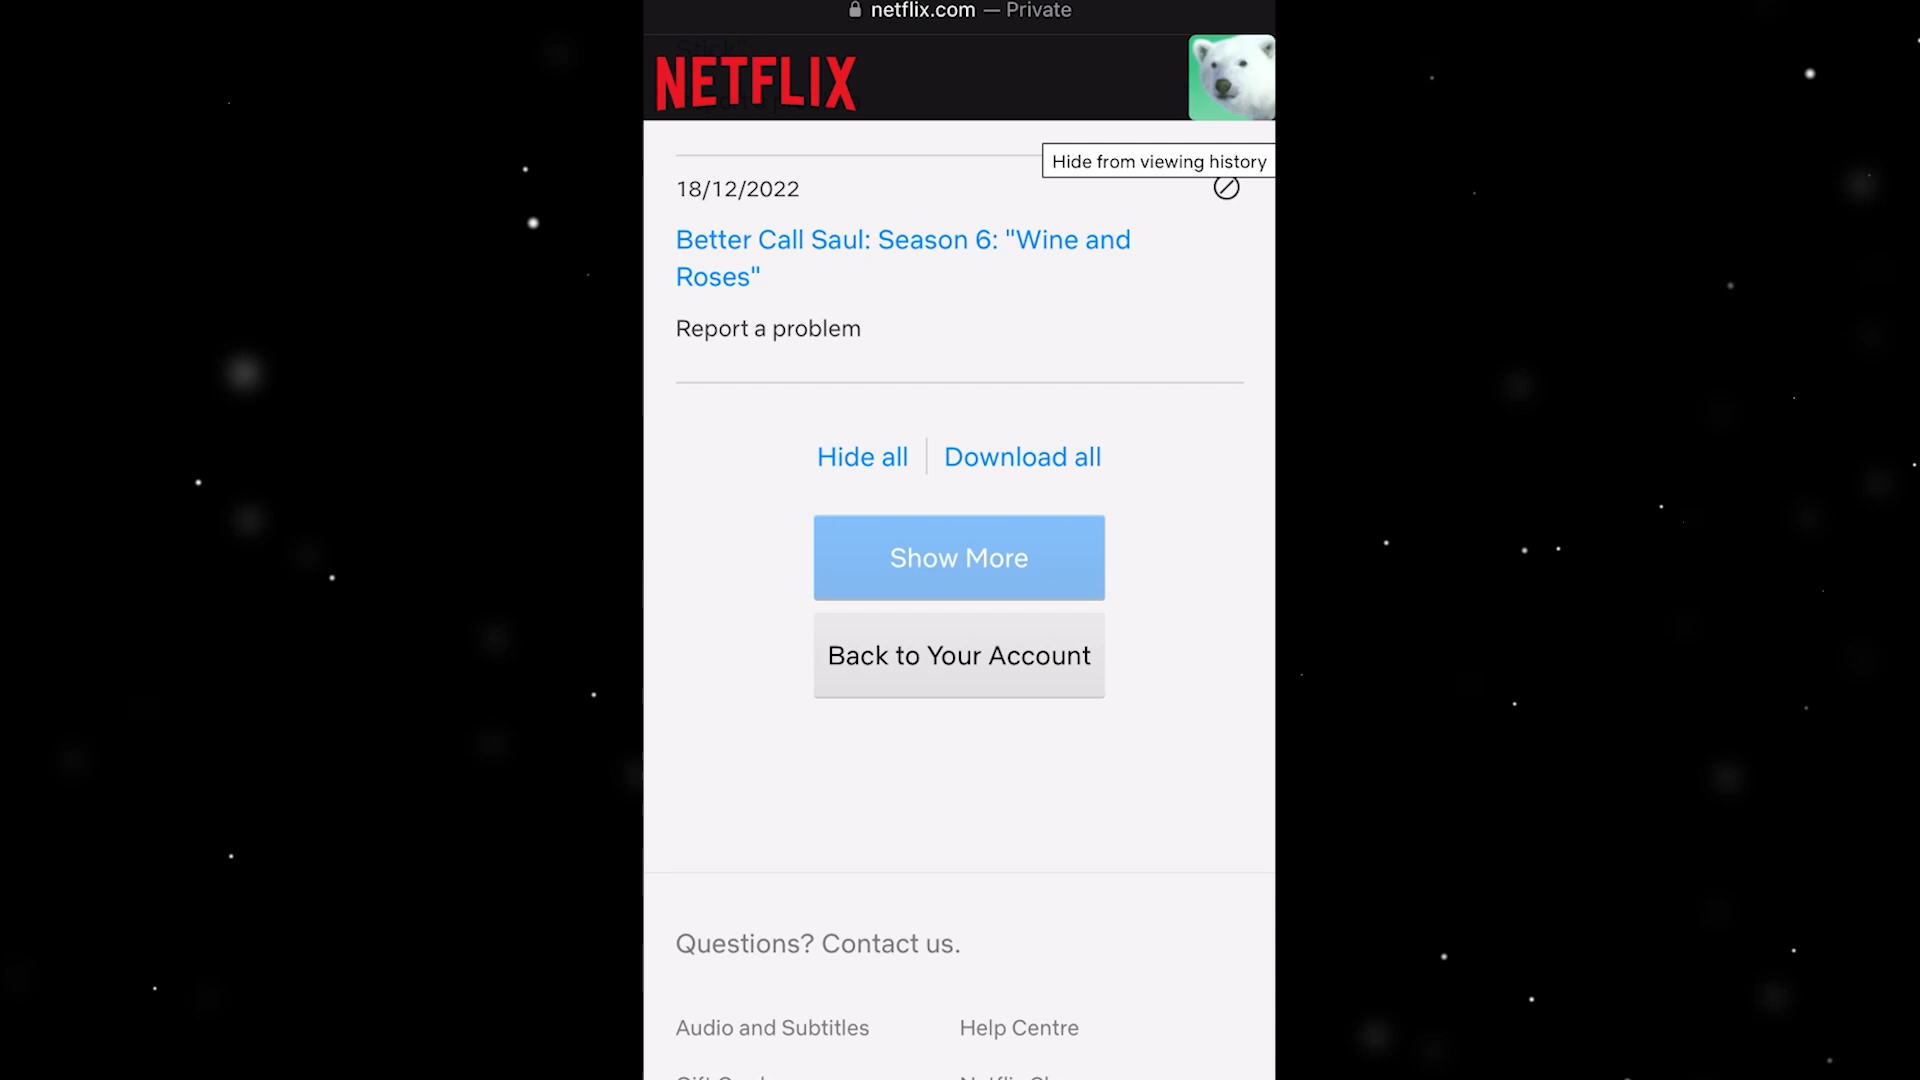 netflix.com — Private
NETFLIX
Hide from viewing history
18/12/2022
Better Call Saul: Season 6: "Wine and
Roses"
Report a problem
Hide all
Download all
Show More
Back to Your Account
Questions? Contact us.
Audio and Subtitles
Help Centre